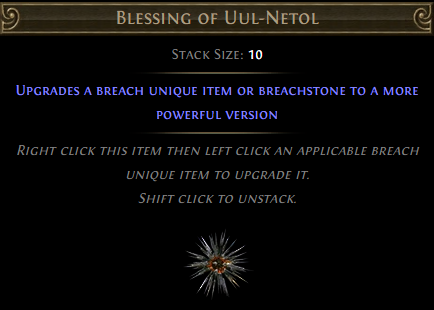 Blessing of Uul-Netol
Stack Size: 10
Upgrades a breach unique item or breachstone to a more
powerful version
Right click this item then left click an applicable breach
unique item to upgrade it.
Shift click to unstack.